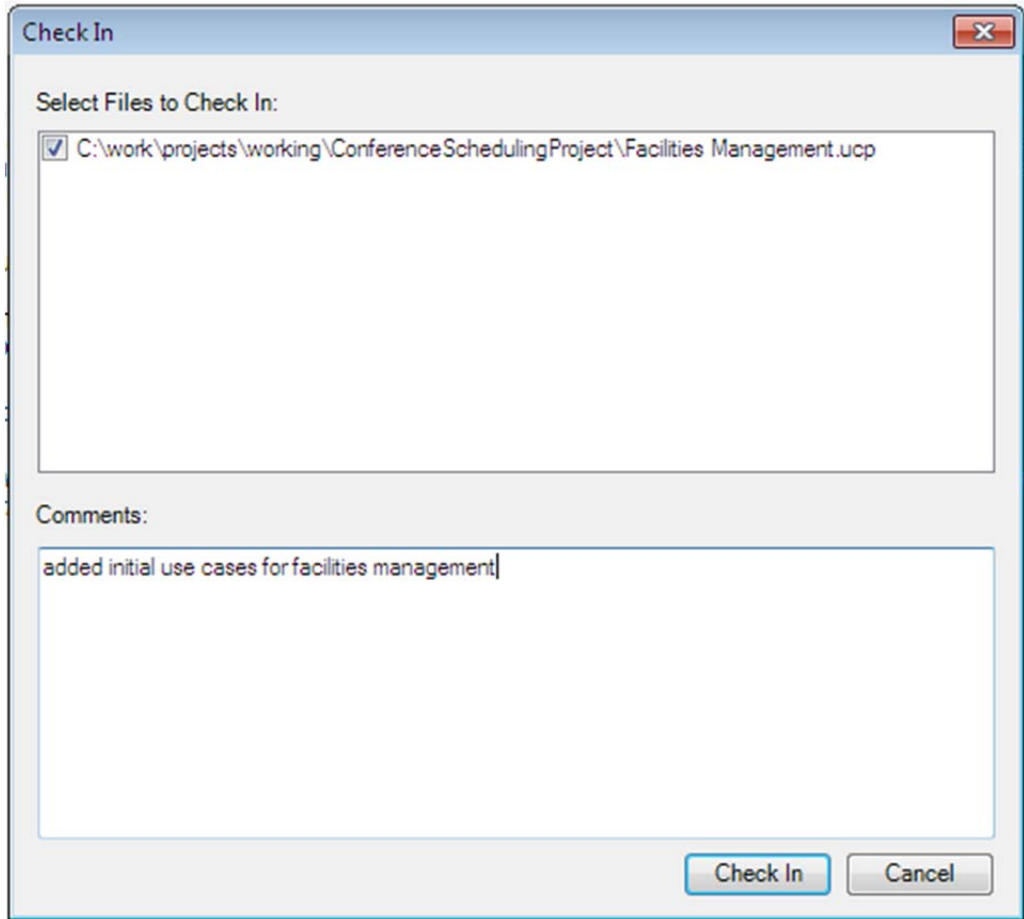 Check In
Select Files to Check In:
C:\work\projects\working\ConferenceSchedulingProject\Facilities Management.ucp
Comments:
added initial use cases for facilities management
Check In
Cancel